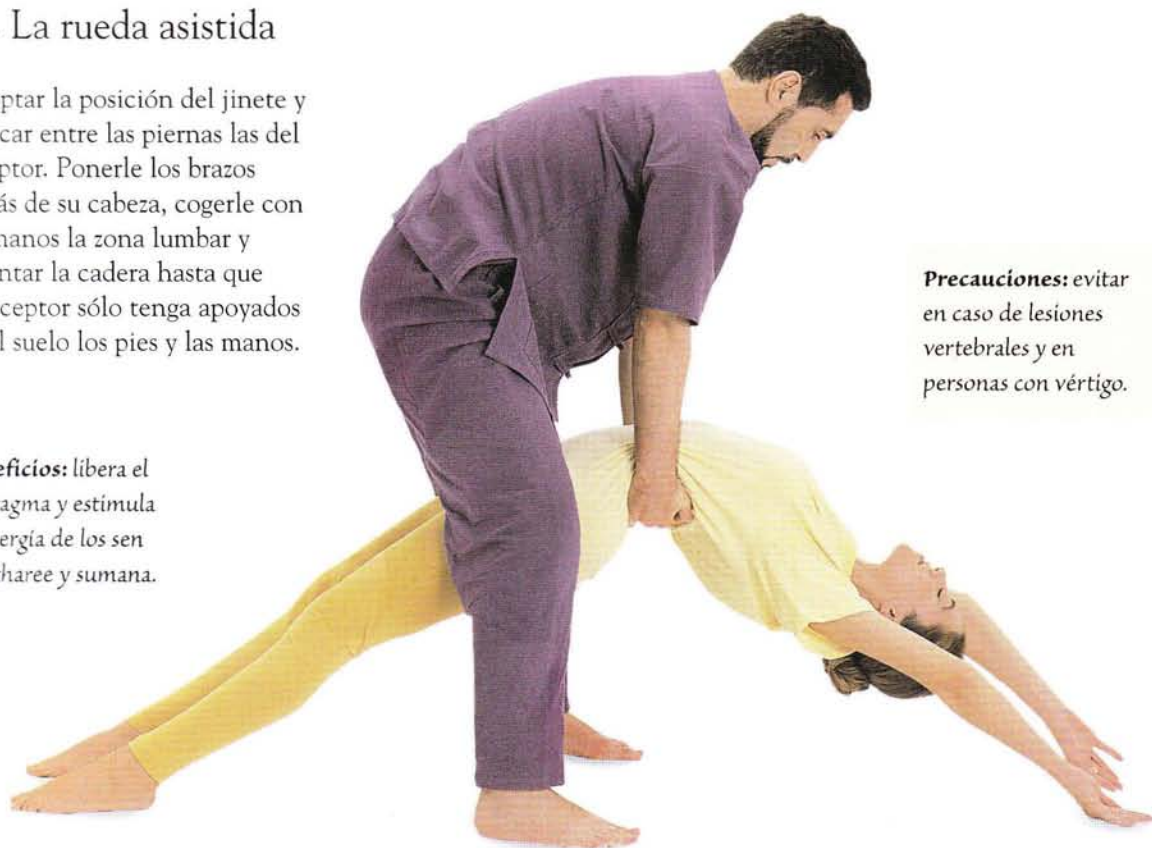 La rueda asistida
ptar la posición del jinete y
car entre las piernas las del
ptor. Ponerle los brazos
ás de su cabeza, cogerle con
manos la zona lumbar y
ntar la cadera hasta que
ceptor sólo tenga apoyados
l suelo los pies y las manos.
Precauciones: evitar
en caso de lesiones
vertebrales y en
personas con vértigo.
eficios: libera el
agma y estimula
ergía de los sen
haree y sumana.